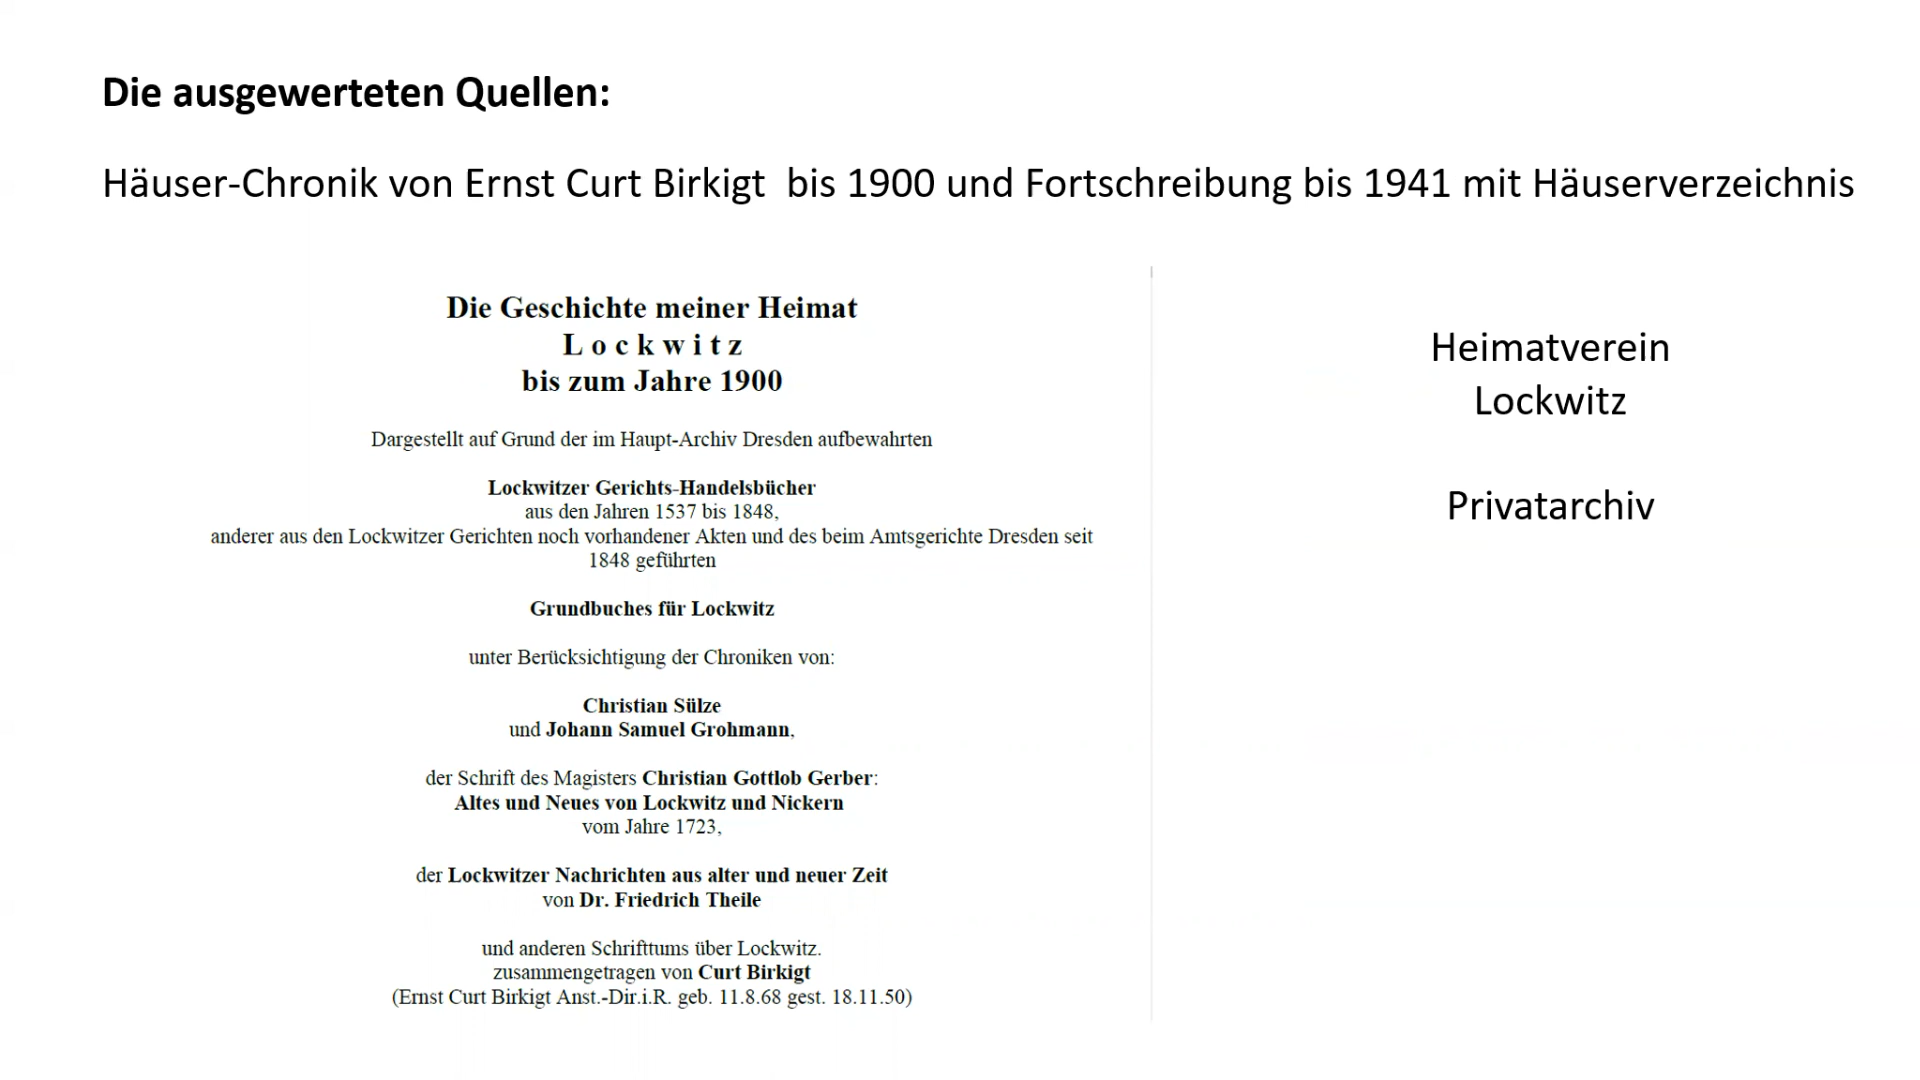 Die ausgewerteten Quellen:
Häuser-Chronik von Ernst Curt Birkigt  bis 1900 und Fortschreibung bis 1941 mit Häuserverzeichnis
Die Geschichte meiner Heimat
L o c k w i t z
bis zum Jahre 1900
Dargestellt auf Grund der im Haupt-Archiv Dresden aufbewahrten
Lockwitzer Gerichts-Handelsbücher
aus den Jahren 1537 bis 1848,
anderer aus den Lockwitzer Gerichten noch vorhandener Akten und des beim Amtsgerichte Dresden seit
1848 geführten
Grundbuches für Lockwitz
unter Berücksichtigung der Chroniken von:
Christian Sülze
und Johann Samuel Grohmann,
der Schrift des Magisters Christian Gottlob Gerber:
Altes und Neues von Lockwitz und Nickern
vom Jahre 1723,
der Lockwitzer Nachrichten aus alter und neuer Zeit
von Dr. Friedrich Theile
und anderen Schrifttums über Lockwitz.
zusammengetragen von Curt Birkigt
(Ernst Curt Birkigt Anst.-Dir.i.R. geb. 11.8.68 gest. 18.11.50)
Heimatverein
Lockwitz
Privatarchiv